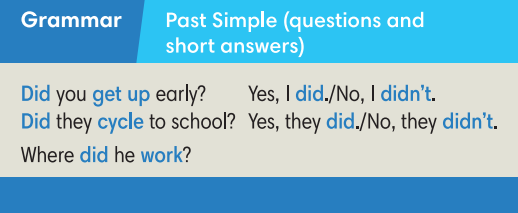 Grammar
Past Simple (questions and
short answers)
Did you get up early? Yes, I did./No, I didn't.
Did they cycle to school? Yes, they did./No, they didn't.
Where did he work?